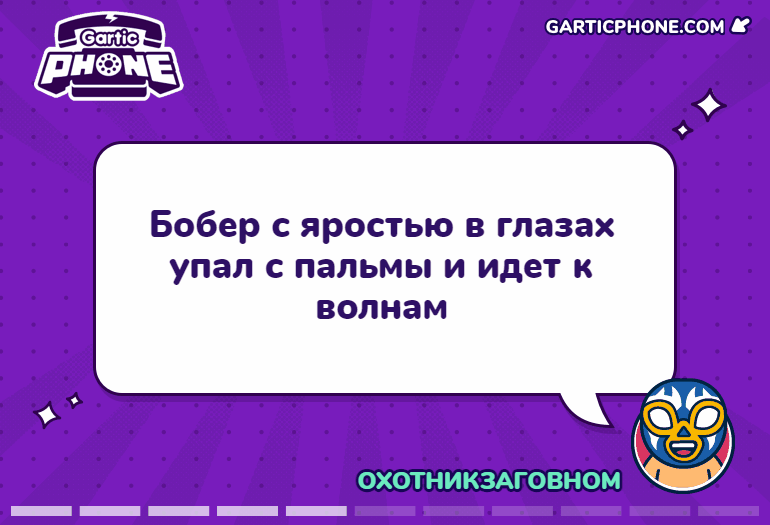 Gartic
PHONE
GARTICPHONE.COM
Бобер с яростью в глазах
упал с пальмы и идет к
волнам
ОХОТНИКЗАГОВНОМ